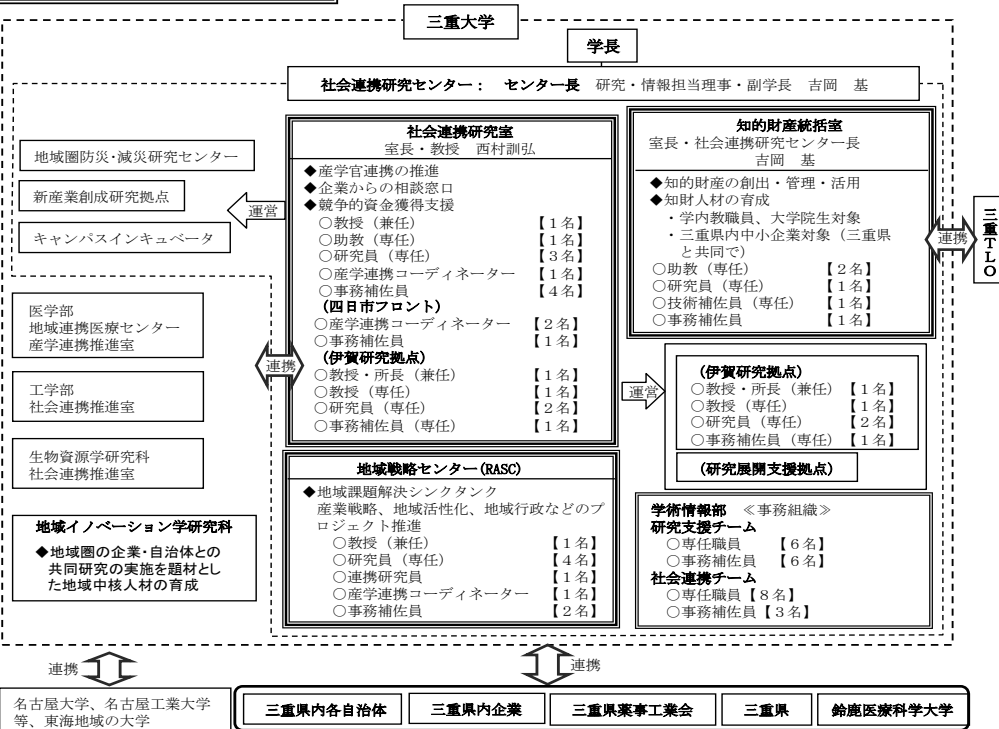 三重大学
学長
社会連携研究センター： センター長 研究・情報担当理事・副学長 吉岡 基
地域圏防災・減災研究センター
新産業創成研究拠点
キャンパスインキュベータ
運営
医学部
地域連携医療センター
産学連携推進室
工学部
社会連携推進室
生物資源学研究科
社会連携推進室
連携
地域イノベーション学研究科
◆地域圏の企業・自治体との
共同研究の実施を題材とし
た地域中核人材の育成
社会連携研究室
室長・教授 西村訓弘
◆産学官連携の推進
◆企業からの相談窓口
◆競争的資金獲得支援
○教授（兼任） 【１名】
○助教（専任） 【１名】
○研究員（専任） 【３名】
○産学連携コーディネーター 【１名】
○事務補佐員 【４名】
(四日市フロント)
○産学連携コーディネーター 【２名】
○事務補佐員 【１名】
(伊賀研究拠点)
○教授・所長（兼任） 【１名】
○教授（専任） 【１名】
○研究員（専任） 【２名】
○事務補佐員（専任） 【１名】
地域戦略センター(RASC)
◆地域課題解決シンクタンク
産業戦略、地域活性化、地域行政などのプ
ロジェクト推進
○教授（兼任） 【１名】
○研究員（専任） 【４名】
○連携研究員 【１名】
○産学連携コーディネーター 【１名】
○事務補佐員 【２名】
知的財産統括室
室長・社会連携研究センター長
吉岡 基
◆知的財産の創出・管理・活用
◆知財人材の育成
・学内教職員、大学院生対象
・三重県内中小企業対象（三重県
と共同で）
○助教（専任） 【２名】
○研究員（専任） 【１名】
○技術補佐員（専任） 【１名】
○事務補佐員 【１名】
連携
三重ＴＬＯ
運営
(伊賀研究拠点)
○教授・所長（兼任） 【１名】
○教授（専任） 【１名】
○研究員（専任） 【２名】
○事務補佐員（専任） 【１名】
(研究展開支援拠点)
学術情報部 ≪事務組織≫
研究支援チーム
○専任職員 【６名】
○事務補佐員 【６名】
社会連携チーム
○専任職員【８名】
○事務補佐員【３名】
連携
連携
名古屋大学、名古屋工業大学
等、東海地域の大学
三重県内各自治体
三重県内企業
三重県薬事工業会
三重県
鈴鹿医療科学大学